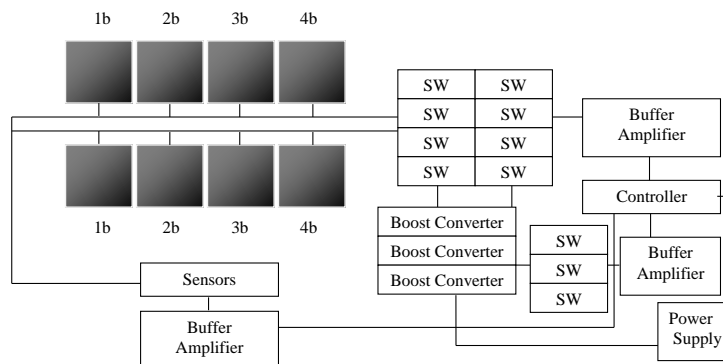 1b 2b 3b 4b
SW SW
SW SW
SW SW
SW SW
Buffer
Amplifier
Controller
1b 2b 3b 4b
Boost Converter
Boost Converter
Boost Converter
SW
SW
SW
Buffer
Amplifier
Sensors
Buffer
Amplifier
Power
Supply